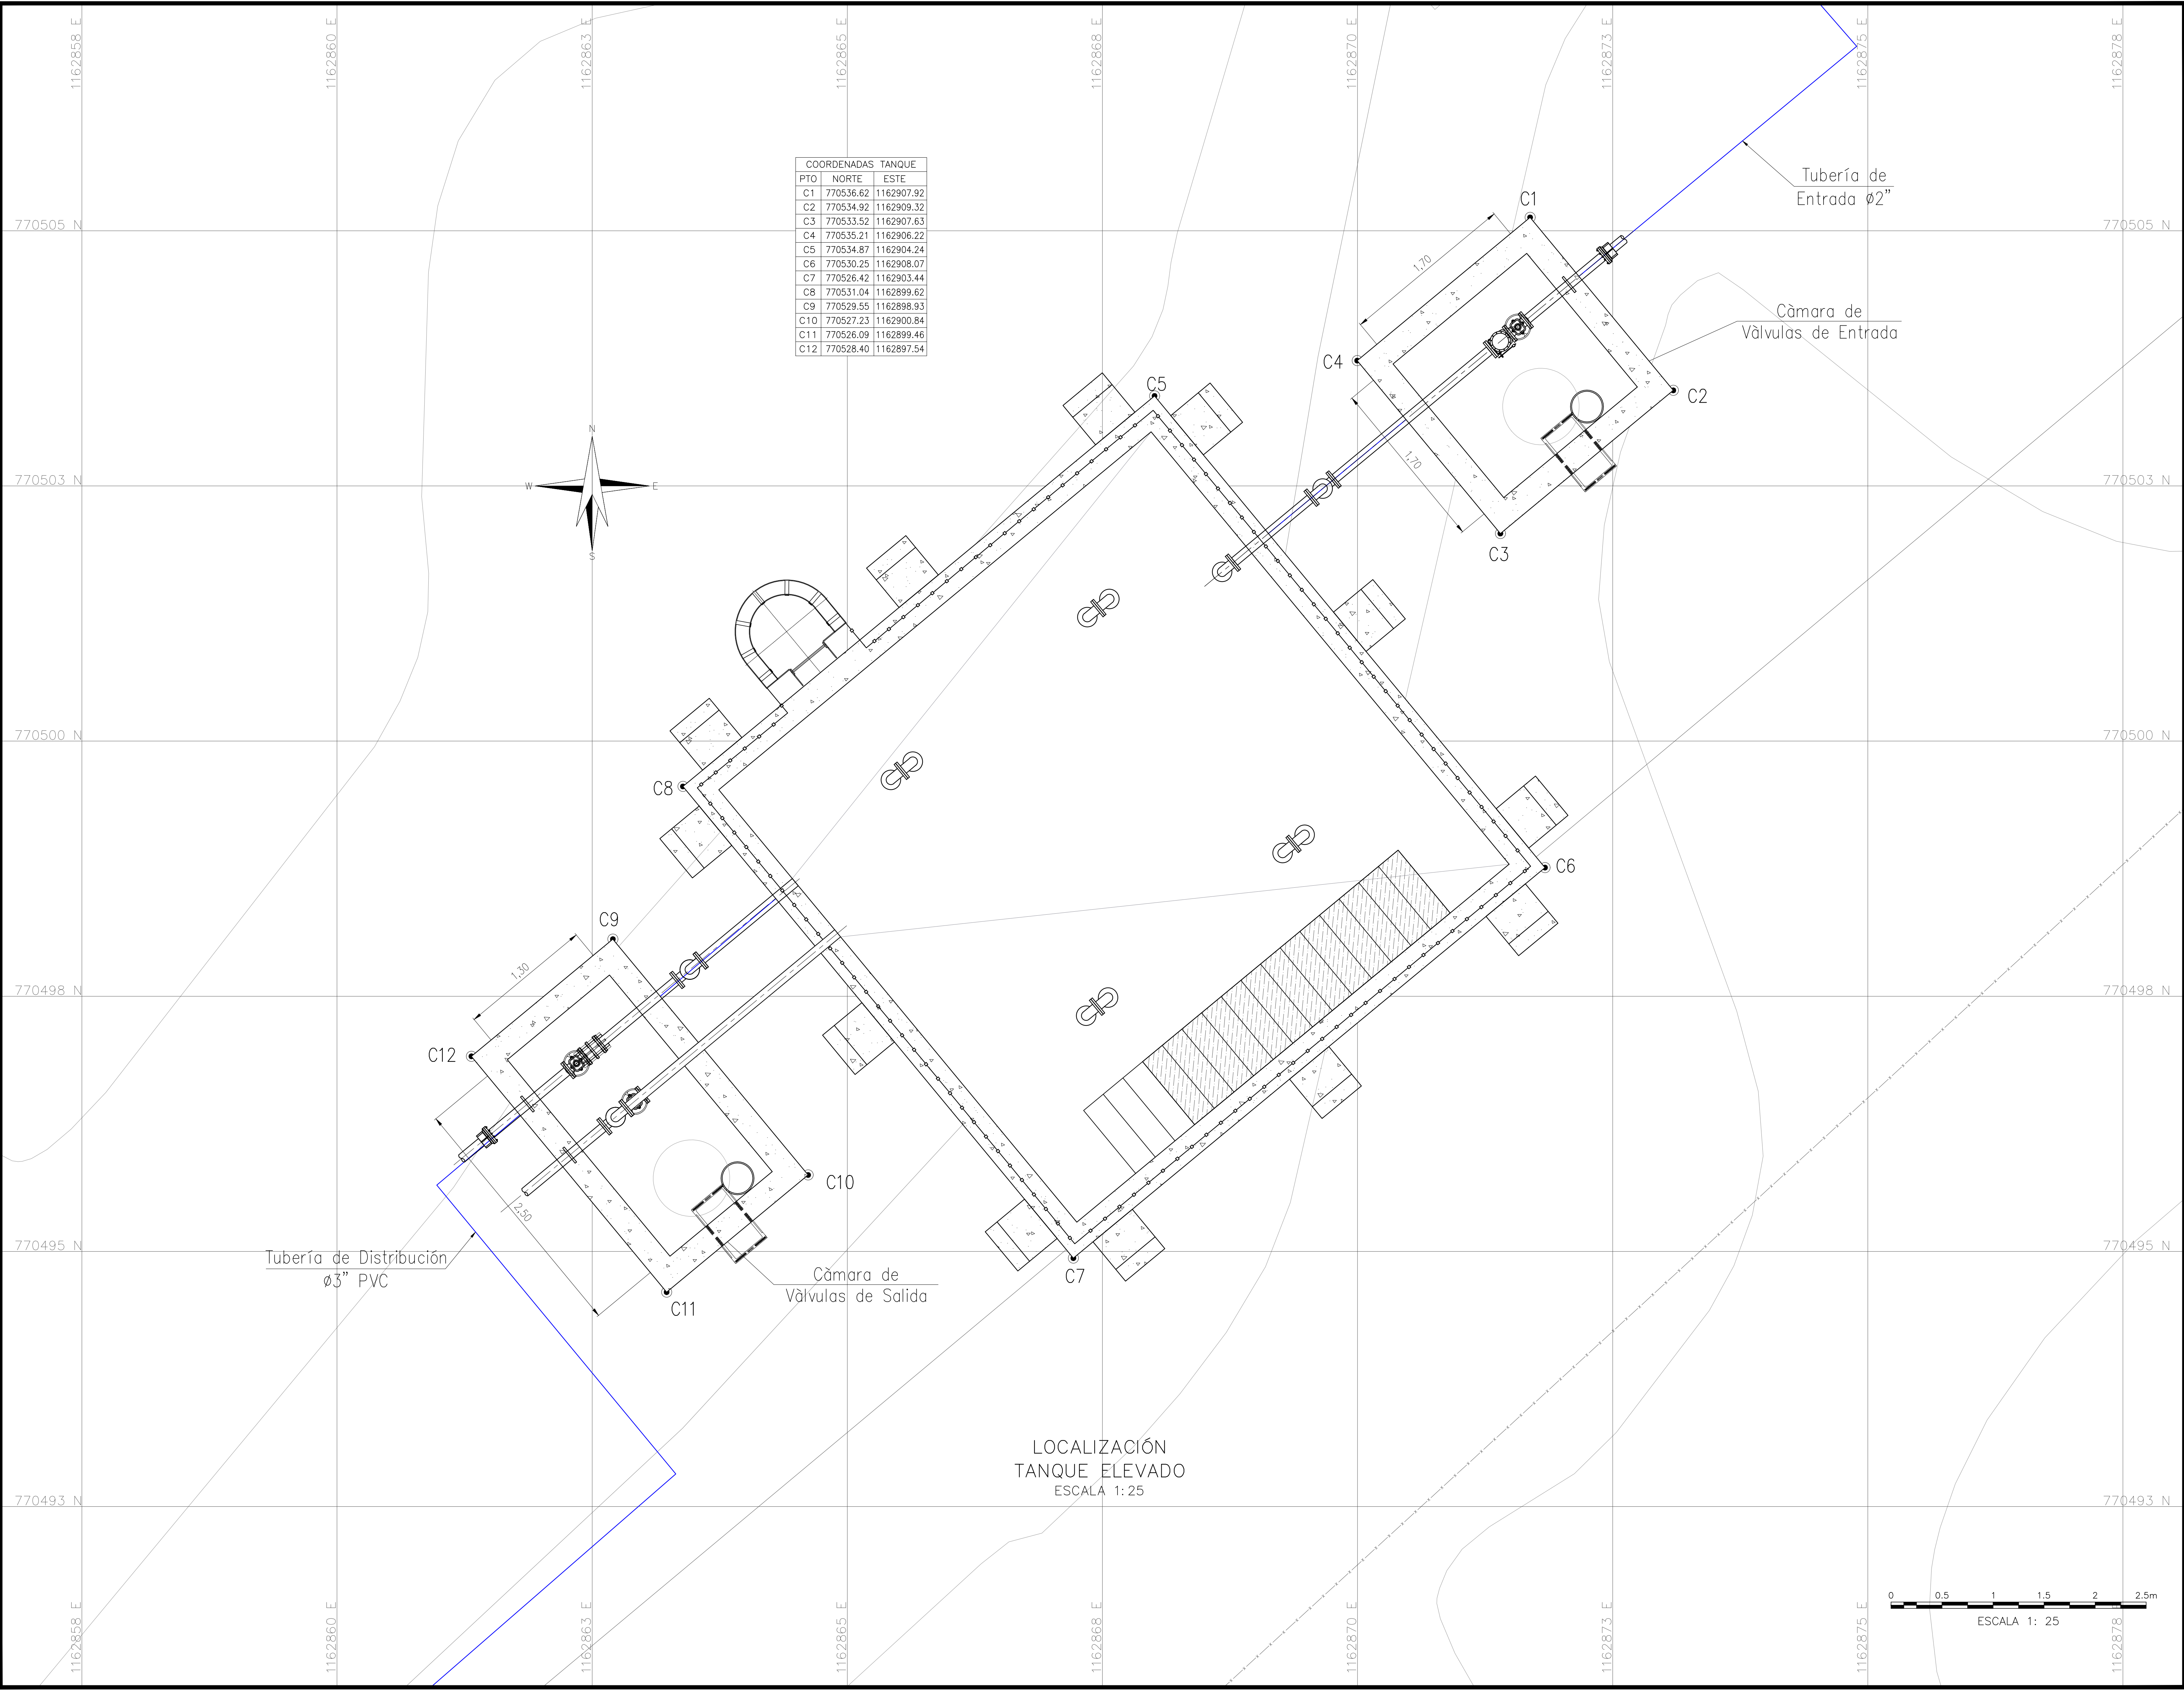 1162858 E
1162860 E
1162863 E
1162865 E
1162868 E
1162870 E
1162873 E
1162875 E
1162878 E
COORDENADAS TANQUE
PTO NORTE ESTE
C1 770536.62 1162907.92
C2 770534.92 1162909.32
C3 770533.52 1162907.63
C4 770535.21 1162906.22
C5 770534.87 1162904.24
C6 770530.25 1162908.07
C7 770526.42 1162903.44
C8 770531.04 1162899.62
C9 770529.55 1162898.93
C10 770527.23 1162900.84
C11 770526.09 1162899.46
C12 770528.40 1162897.54
Tubería de
Entrada ø2"
C1
770505 N
770505 N
1,70
Càmara de
Vàlvulas de Entrada
C4
C5
C2
N
W E
S
1,70
770503 N
770503 N
C3
770500 N
770500 N
C8
C6
C9
1,30
770498 N
770498 N
C12
C10
2,50
770495 N
770495 N
Tubería de Distribución
ø3" PVC
Càmara de
Vàlvulas de Salida
C7
C11
LOCALIZACIÓN
TANQUE ELEVADO
ESCALA 1:25
770493 N
770493 N
0 0.5 1 1.5 2 2.5m
ESCALA 1: 25
1162858 E
1162860 E
1162863 E
1162865 E
1162868 E
1162870 E
1162873 E
1162875 E
1162878 E